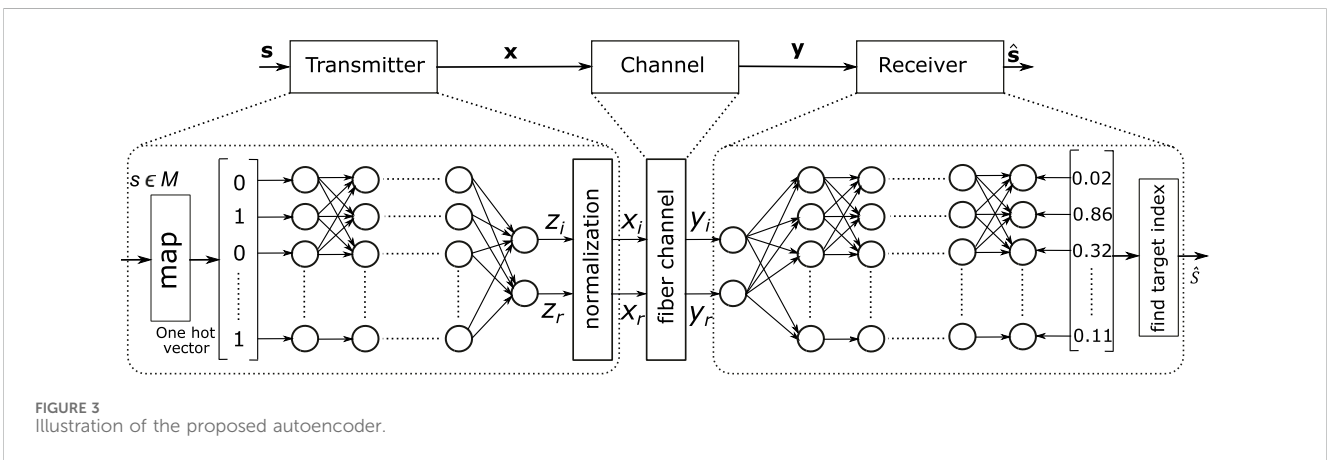 s
Transmitter
x
Channel
y
Receiver
ŝ
s ϵ M
map
One hot
vector
0
1
0
1
z_i
z_r
normalization
x_i
x_r
fiber channel
y_i
y_r
0.02
0.86
0.32
0.11
find target index
ŝ
FIGURE 3
Illustration of the proposed autoencoder.